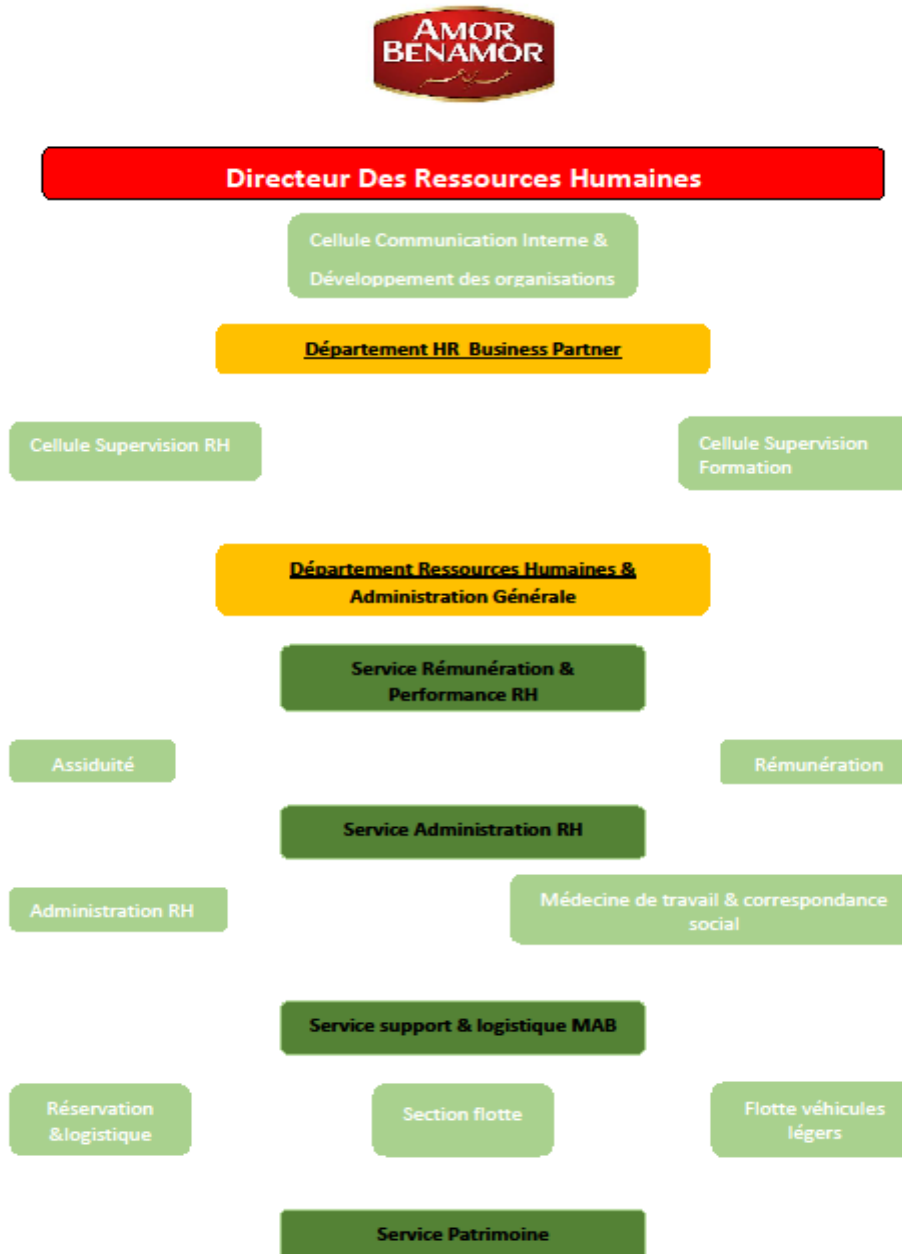 AMOR
BENAMOR
Directeur Des Ressources Humaines
Cellule Communication Interne &
Développement des organisations
Département HR Business Partner
Cellule Supervision RH
Cellule Supervision
Formation
Département Ressources Humaines &
Administration Générale
Service Rémunération &
Performance RH
Assiduité
Rémunération
Service Administration RH
Administration RH
Médecine de travail & correspondance
social
Service support & logistique MAB
Réservation
&logistique
Section flotte
Flotte véhicules
légers
Service Patrimoine